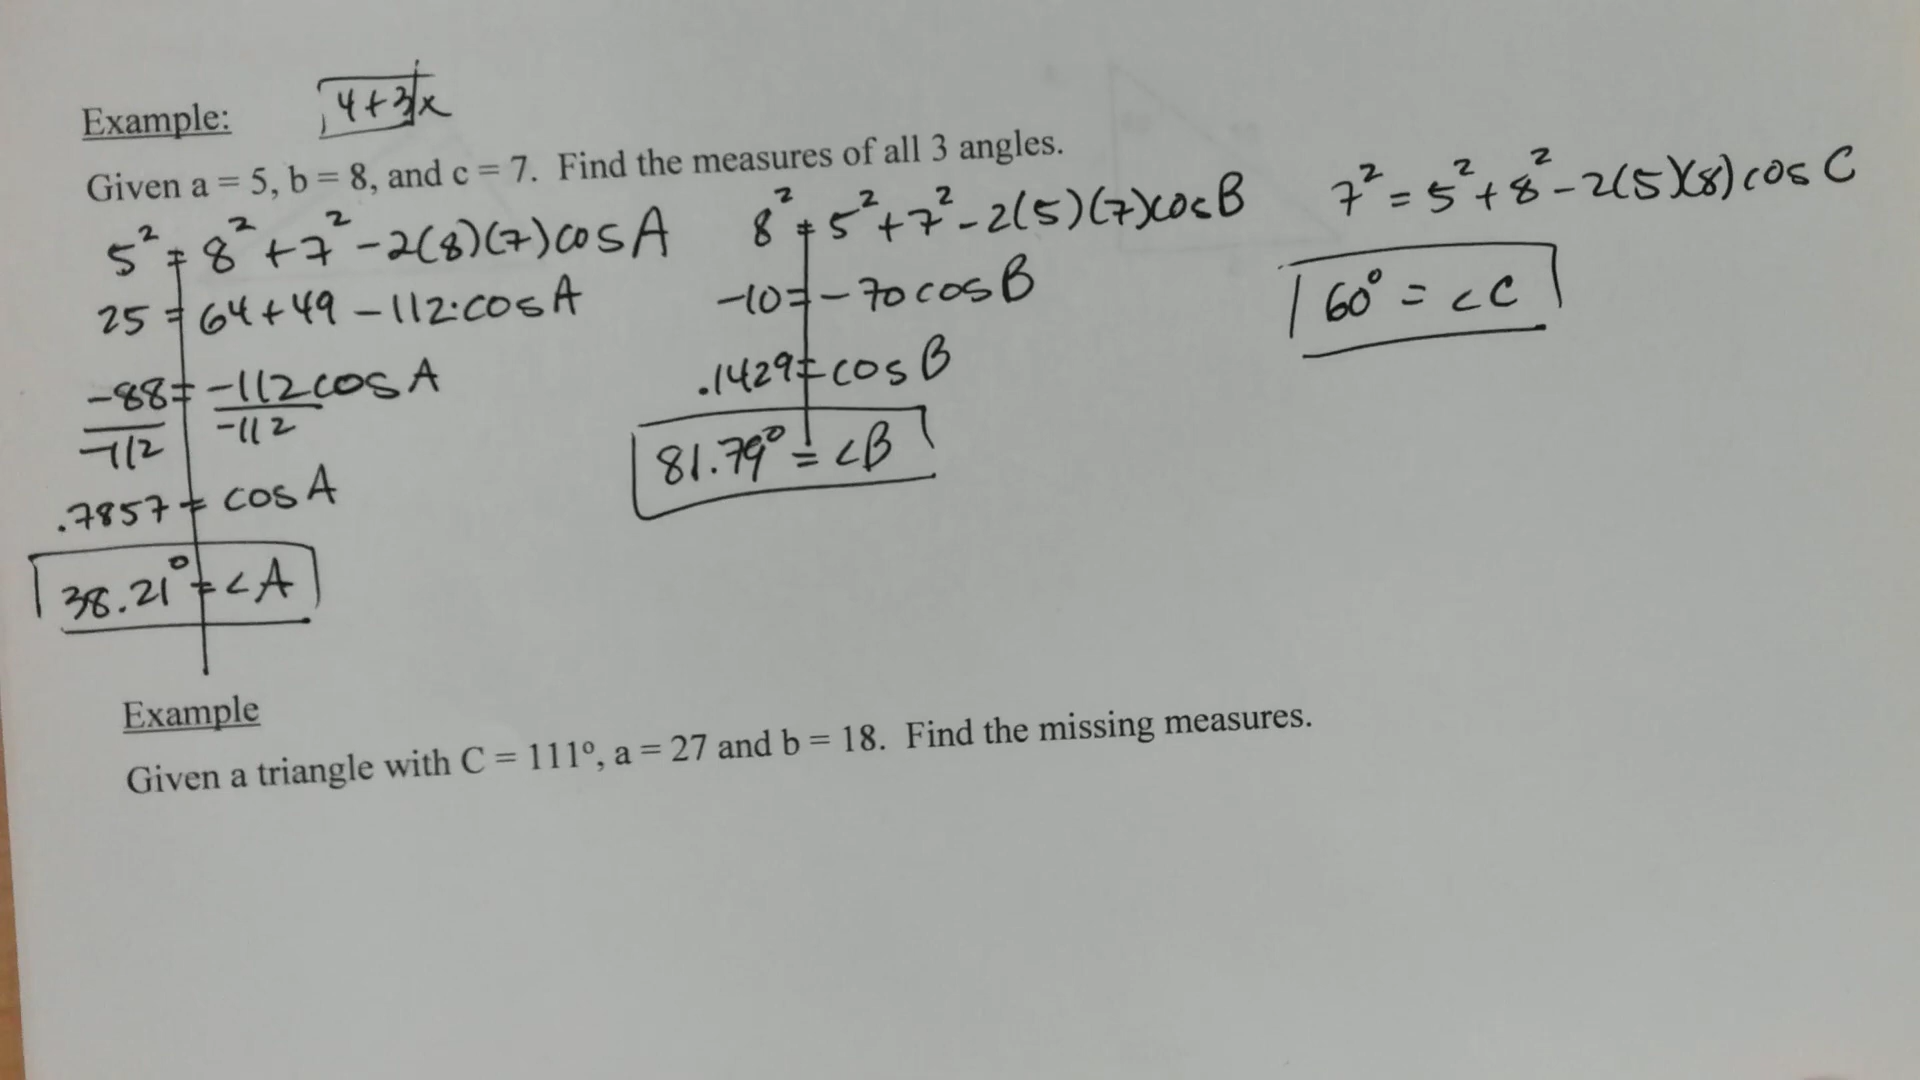 Example:
4+3x
Given a = 5, b = 8, and c = 7. Find the measures of all 3 angles.
5² = 8² + 7² - 2(8)(7)cosA
25 = 64+49 - 112·cosA
-88 = -112cosA
-112 -112
.7857 = cosA
38.21° = <A
8² = 5² + 7² - 2(5)(7)cosB
-10 = -70cosB
.1429 = cosB
81.79° = <B
7² = 5² + 8² - 2(5)(8)cosC
60° = <C
Example
Given a triangle with C = 111°, a = 27 and b = 18. Find the missing measures.